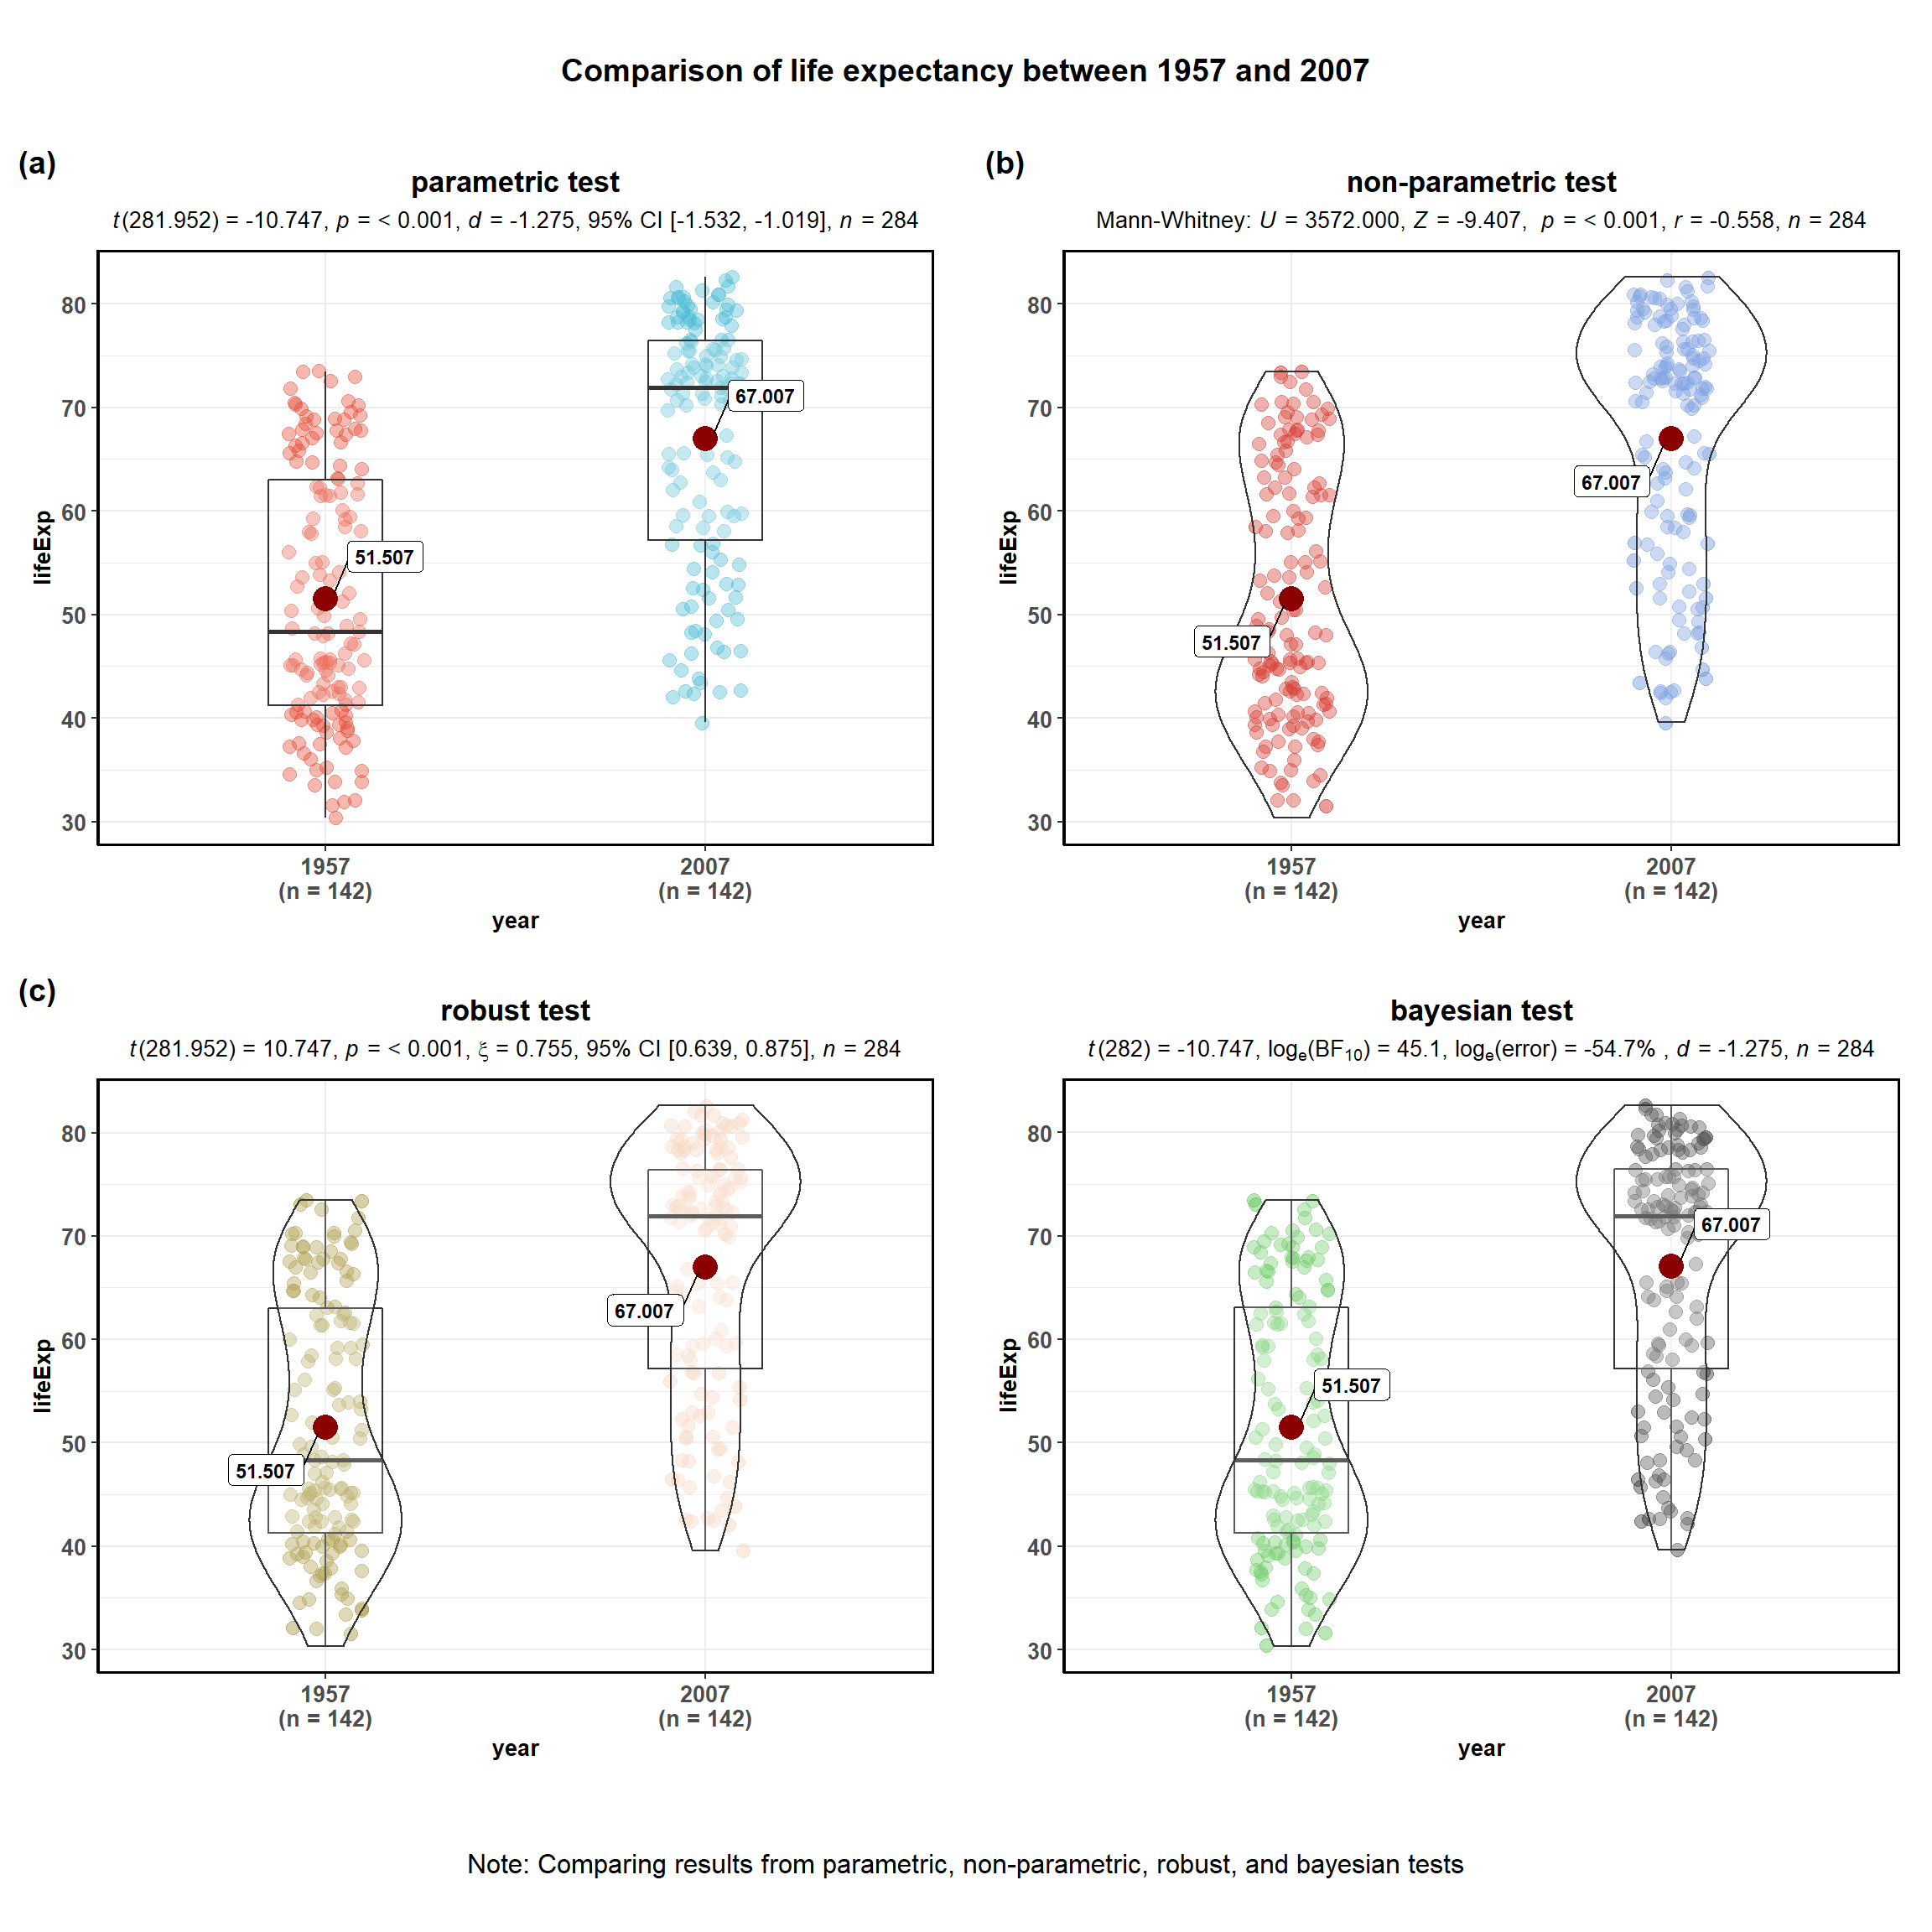 Comparison of life expectancy between 1957 and 2007
(a)
parametric test
t(281.952) = -10.747, p = < 0.001, d = -1.275, 95% CI [-1.532, -1.019], n = 284
lifeExp
80
70
60
50
40
30
67.007
51.507
1957
(n = 142)
2007
(n = 142)
year
(b)
non-parametric test
Mann-Whitney: U = 3572.000, Z = -9.407, p = < 0.001, r = -0.558, n = 284
lifeExp
80
70
60
50
40
30
67.007
51.507
1957
(n = 142)
2007
(n = 142)
year
(c)
robust test
t(281.952) = 10.747, p = < 0.001, ξ = 0.755, 95% CI [0.639, 0.875], n = 284
lifeExp
80
70
60
50
40
30
67.007
51.507
1957
(n = 142)
2007
(n = 142)
year
bayesian test
t(282) = -10.747, logₑ(BF₁₀) = 45.1, logₑ(error) = -54.7% , d = -1.275, n = 284
lifeExp
80
70
60
50
40
30
67.007
51.507
1957
(n = 142)
2007
(n = 142)
year
Note: Comparing results from parametric, non-parametric, robust, and bayesian tests